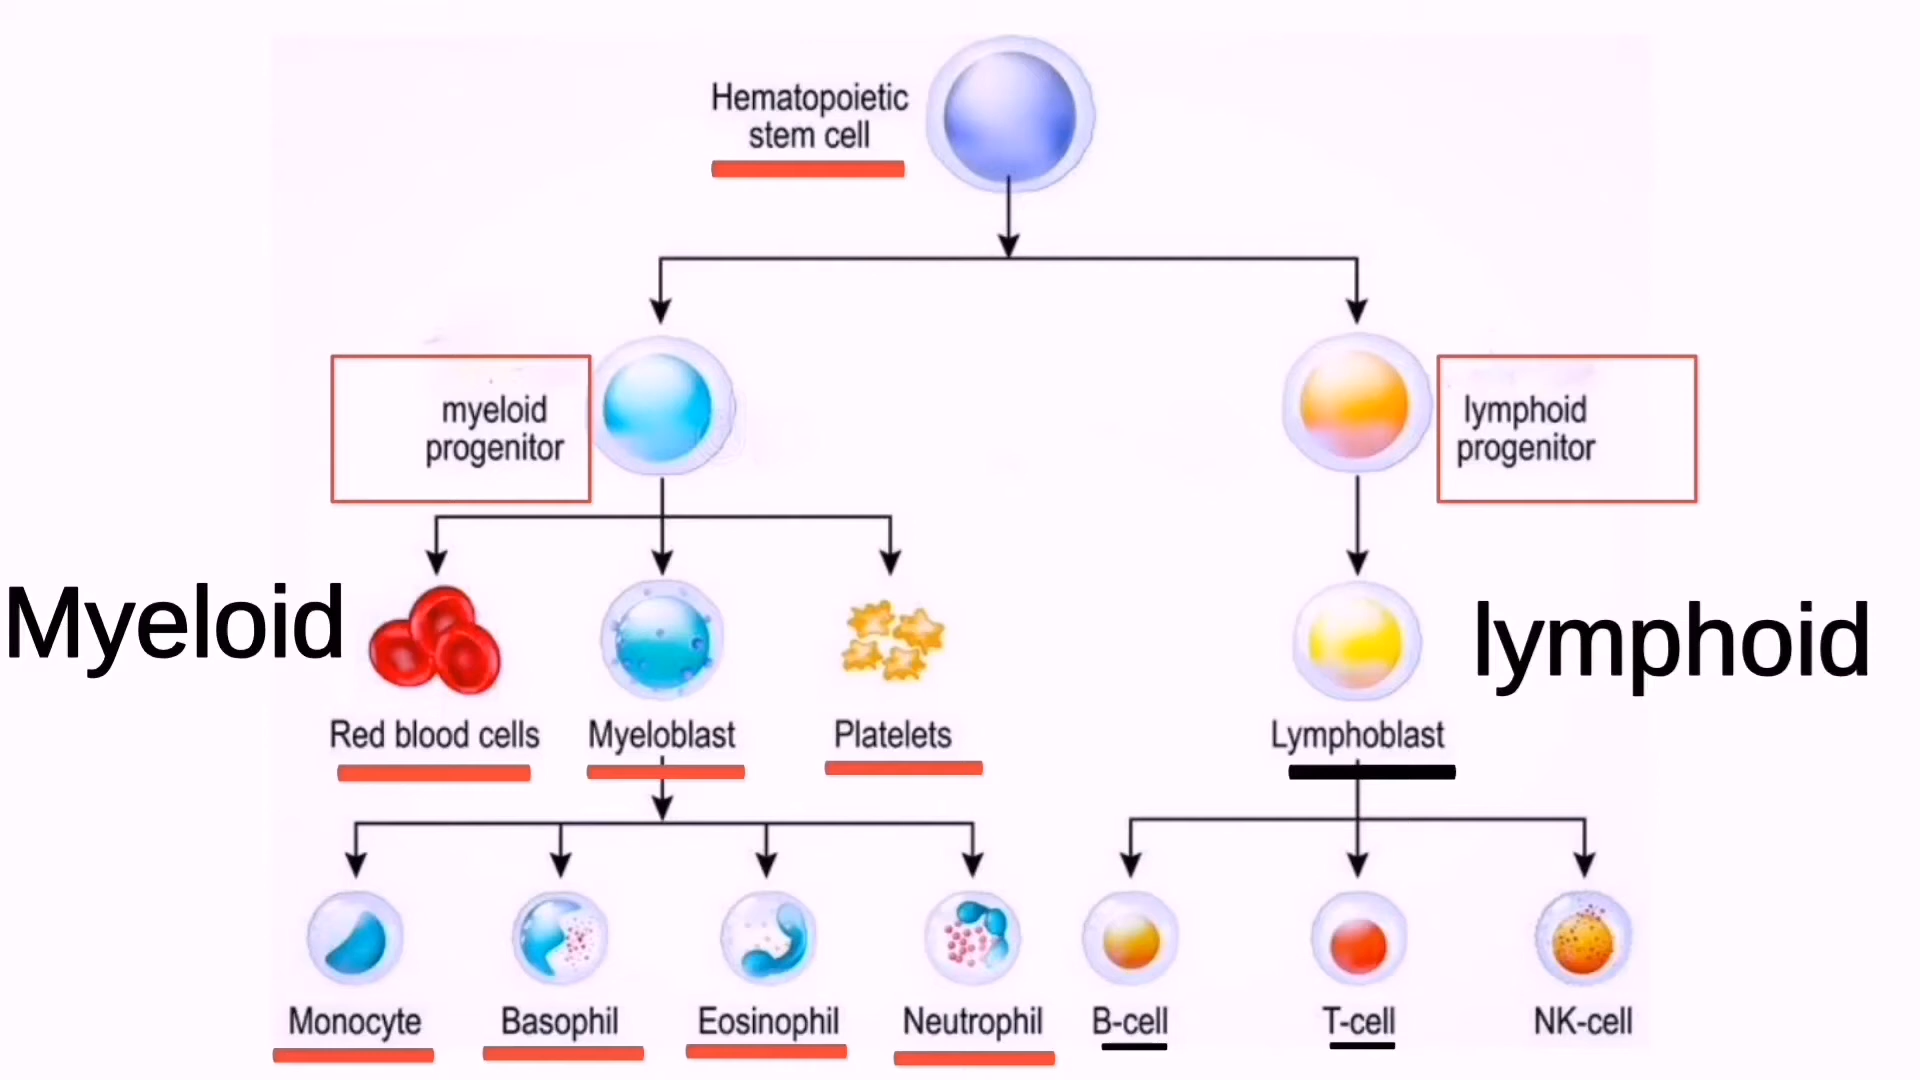 Hematopoietic
stem cell
myeloid
progenitor
lymphoid
progenitor
Myeloid
lymphoid
Red blood cells
Myeloblast
Platelets
Lymphoblast
Monocyte
Basophil
Eosinophil
Neutrophil
B-cell
T-cell
NK-cell